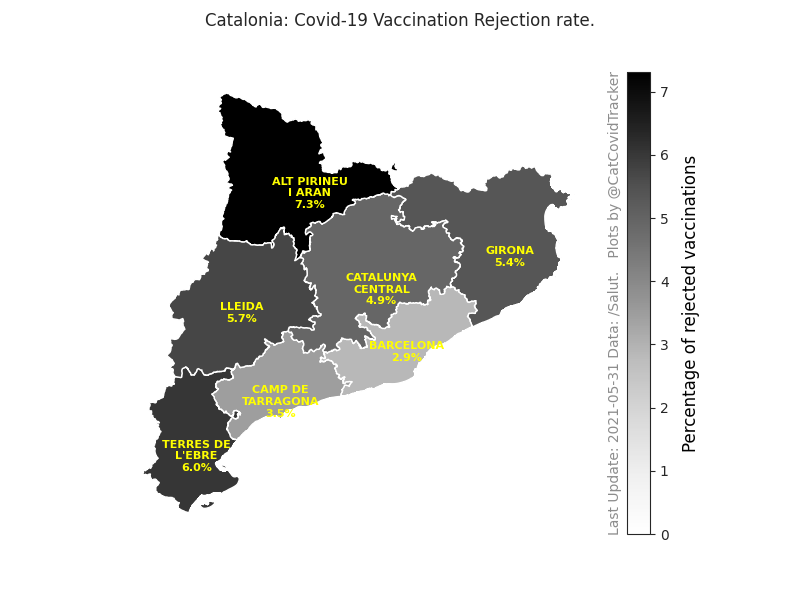 Catalonia: Covid-19 Vaccination Rejection rate.
ALT PIRINEU
I ARAN
7.3%
GIRONA
5.4%
CATALUNYA
CENTRAL
4.9%
LLEIDA
5.7%
BARCELONA
2.9%
CAMP DE
TARRAGONA
3.5%
TERRES DE
L'EBRE
6.0%
Last Update: 2021-05-31 Data: /Salut.   Plots by @CatCovidTracker
7
6
5
4
3
2
1
0
Percentage of rejected vaccinations